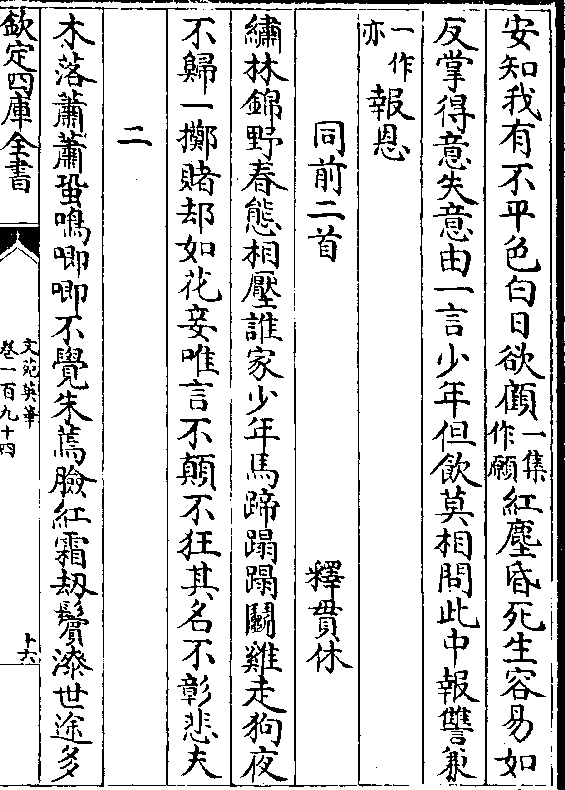 安知我有不平色白日欲顧一集作願紅塵昏死生容易如
反掌得意失意由一言少年但飲莫相問此中報讐兼
一作亦報恩
同前二首 釋貫休
繡林錦野春態相壓誰家少年馬蹄蹋蹋鬬雞走狗夜
不歸一擲賭却如花妾唯言不顛不狂其名不彰悲夫
二
木落蕭蕭蛩鳴唧唧不覺朱蔫臉紅霜刼鬢漆世途多
欽定四庫全書
文苑英華
卷一百九十四
十六